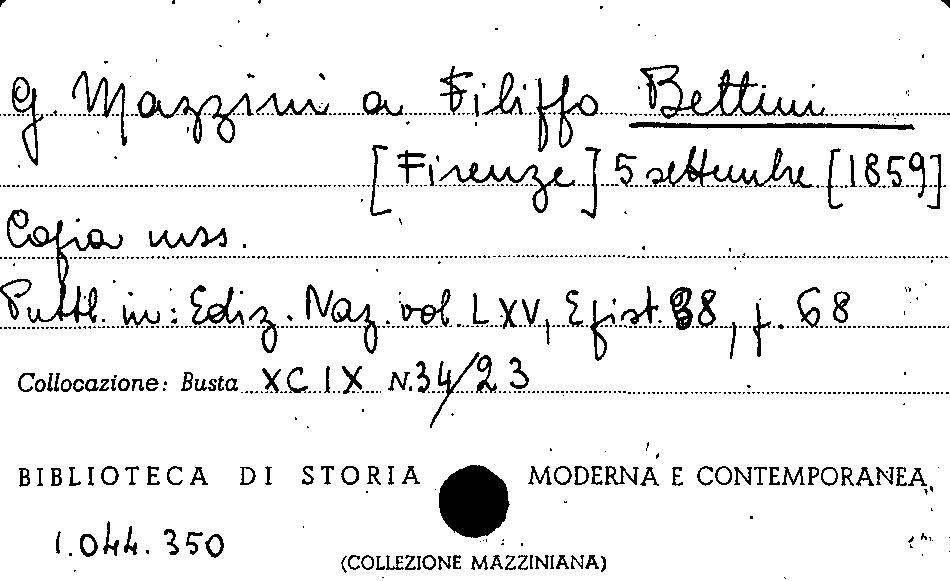 G. Mazzini a Filippo Bettini
[Firenze] 5 settembre [1859]
Copia mss.
Pubbl. in: Ediz. Naz. vol. LXV, Epist. 38, p. 68
Collocazione: Busta XCIX N. 34/23
BIBLIOTECA DI STORIA MODERNA E CONTEMPORANEA
1.044.350
(COLLEZIONE MAZZINIANA)